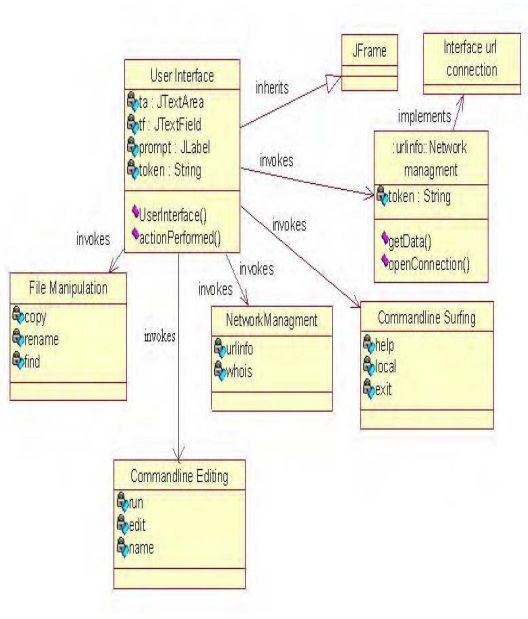 JFrame
Interface url
connection
User Interface
ta : JTextArea
tf : JTextField
prompt : JLabel
token : String
UserInterface()
actionPerformed()
inherits
implements
:urlinfo::Network
managment
token : String
getData()
openConnection()
invokes
invokes
invokes
invokes
invokes
invokes
File Manipulation
copy
rename
find
NetworkManagment
urlinfo
whois
Commandline Surfing
help
local
exit
Commandline Editing
run
edit
name